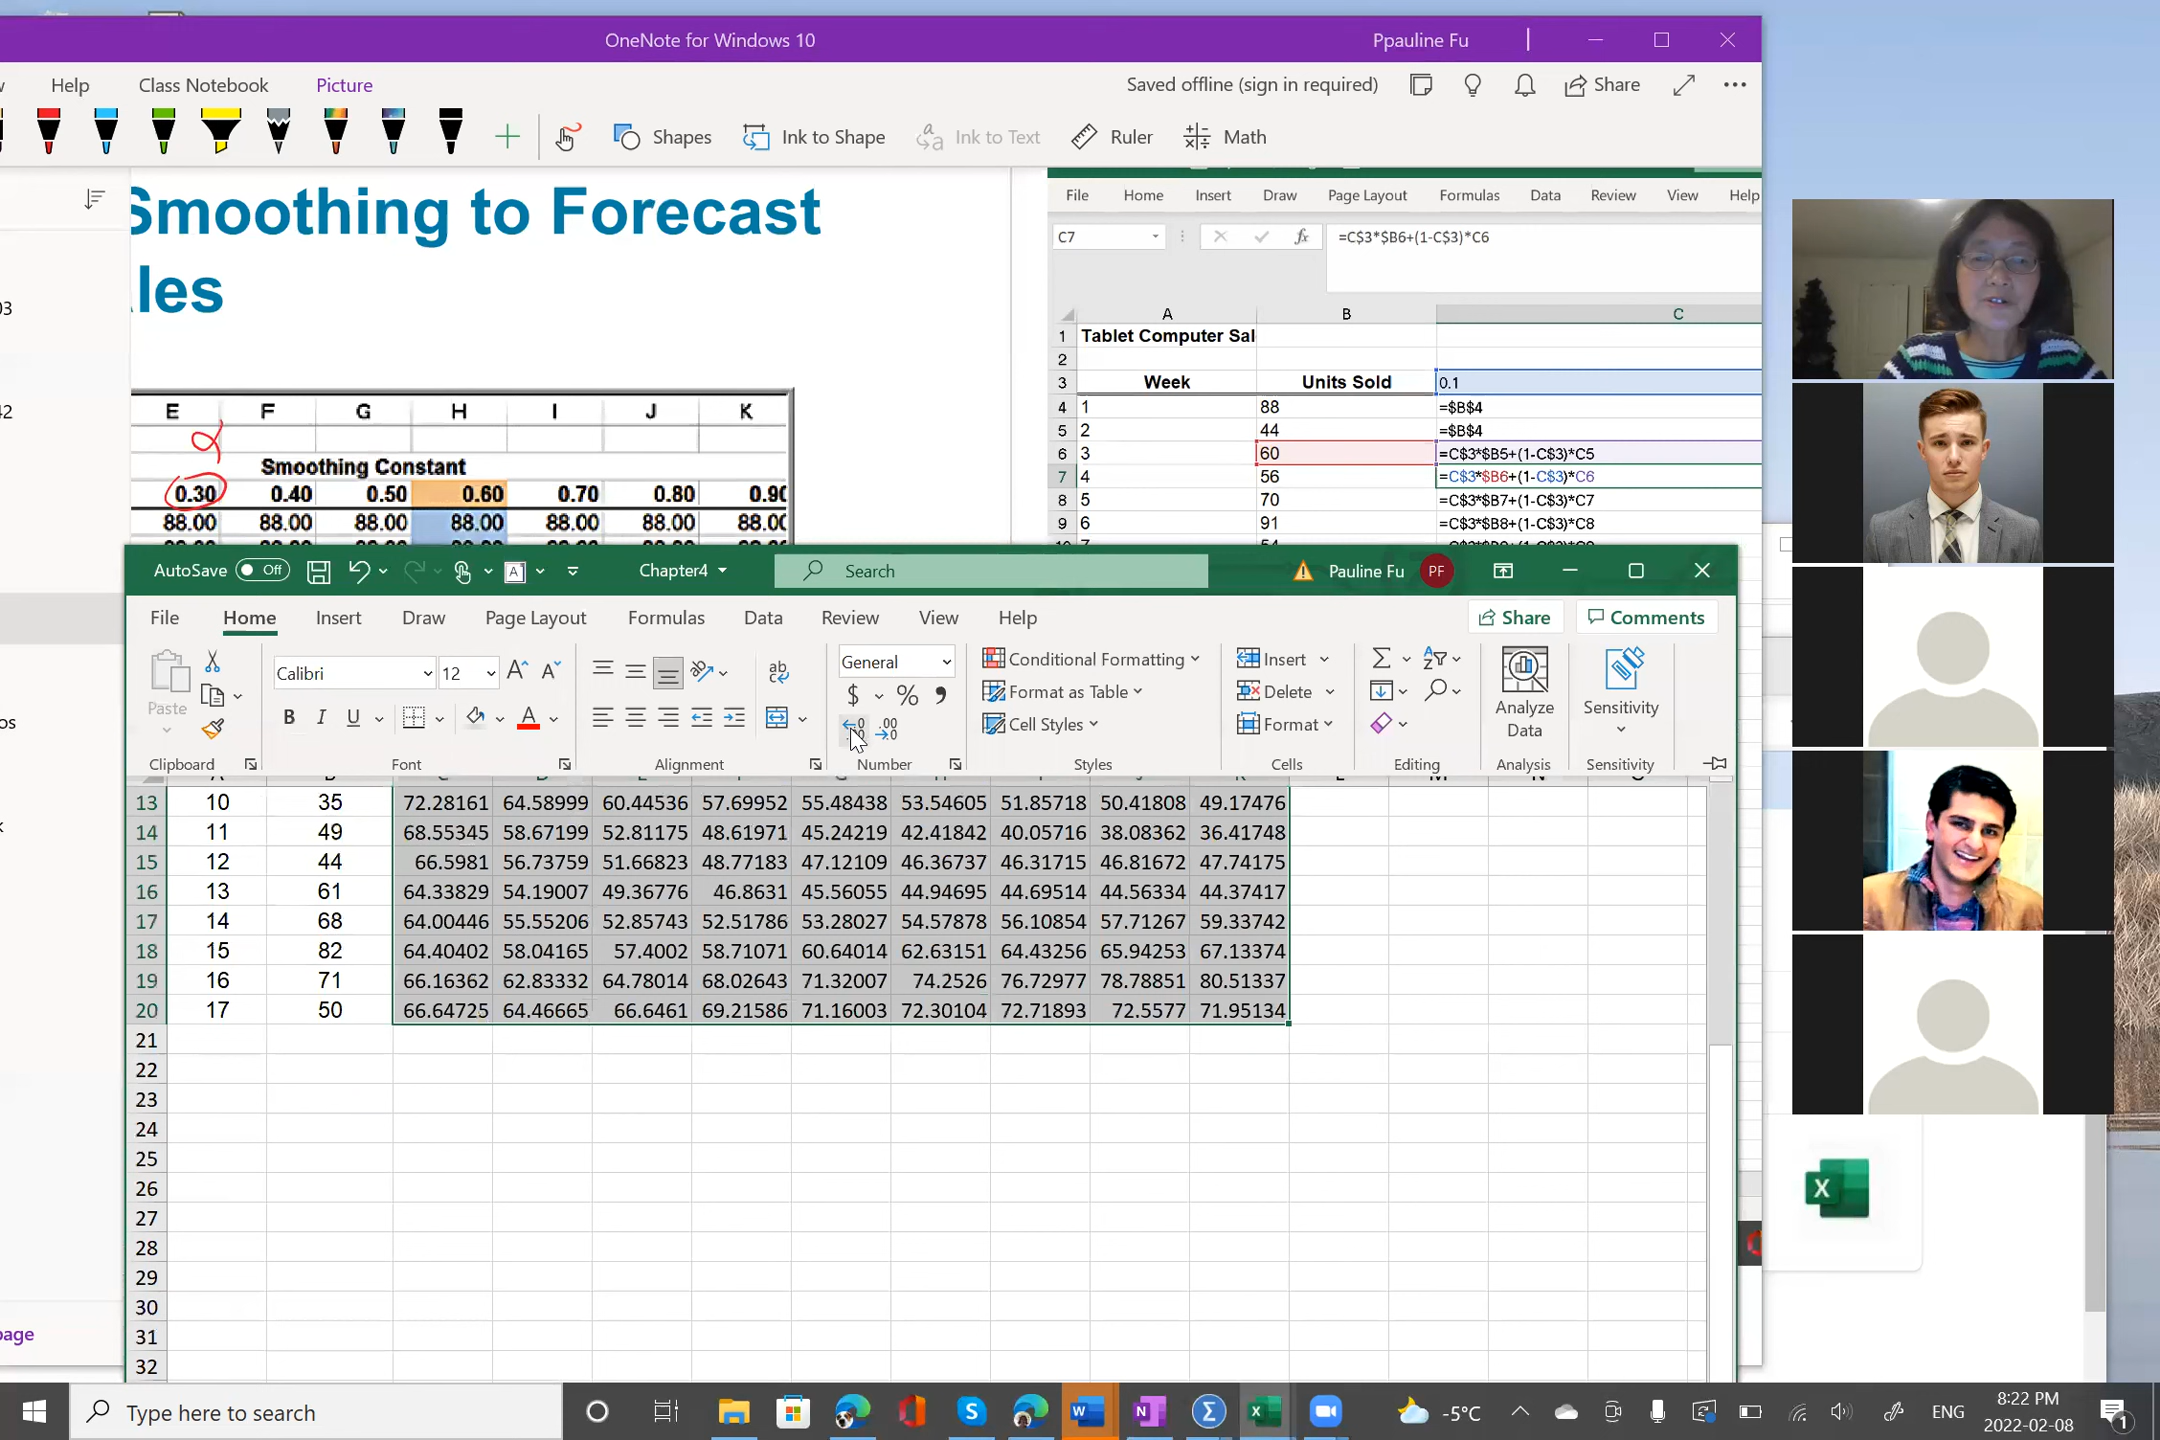 OneNote for Windows 10
Ppauline Fu
Help Class Notebook Picture
Saved offline (sign in required) Share
Shapes Ink to Shape Ink to Text Ruler Math
Smoothing to Forecast
les
E F G H I J K
α
Smoothing Constant
0.30 0.40 0.50 0.60 0.70 0.80 0.90
88.00 88.00 88.00 88.00 88.00 88.00 88.00
File Home Insert Draw Page Layout Formulas Data Review View Help
C7 fx =C$3*$B6+(1-C$3)*C6
A B C
1 Tablet Computer Sal
2
3 Week Units Sold 0.1
4 1 88 =$B$4
5 2 44 =$B$4
6 3 60 =C$3*$B5+(1-C$3)*C5
7 4 56 =C$3*$B6+(1-C$3)*C6
8 5 70 =C$3*$B7+(1-C$3)*C7
9 6 91 =C$3*$B8+(1-C$3)*C8
03
42
os
page
AutoSave Off Chapter4 Search Pauline Fu PF
File Home Insert Draw Page Layout Formulas Data Review View Help Share Comments
Paste
Calibri 12
General
Conditional Formatting
Format as Table
Cell Styles
Insert
Delete
Format
Analyze Data
Sensitivity
Clipboard Font Alignment Number Styles Cells Editing Analysis Sensitivity
13 10 35 72.28161 64.58999 60.44536 57.69952 55.48438 53.54605 51.85718 50.41808 49.17476
14 11 49 68.55345 58.67199 52.81175 48.61971 45.24219 42.41842 40.05716 38.08362 36.41748
15 12 44 66.5981 56.73759 51.66823 48.77183 47.12109 46.36737 46.31715 46.81672 47.74175
16 13 61 64.33829 54.19007 49.36776 46.8631 45.56055 44.94695 44.69514 44.56334 44.37417
17 14 68 64.00446 55.55206 52.85743 52.51786 53.28027 54.57878 56.10854 57.71267 59.33742
18 15 82 64.40402 58.04165 57.4002 58.71071 60.64014 62.63151 64.43256 65.94253 67.13374
19 16 71 66.16362 62.83332 64.78014 68.02643 71.32007 74.2526 76.72977 78.78851 80.51337
20 17 50 66.64725 64.46665 66.6461 69.21586 71.16003 72.30104 72.71893 72.5577 71.95134
21
22
23
24
25
26
27
28
29
30
31
32
Type here to search
-5°C
ENG
8:22 PM
2022-02-08
1